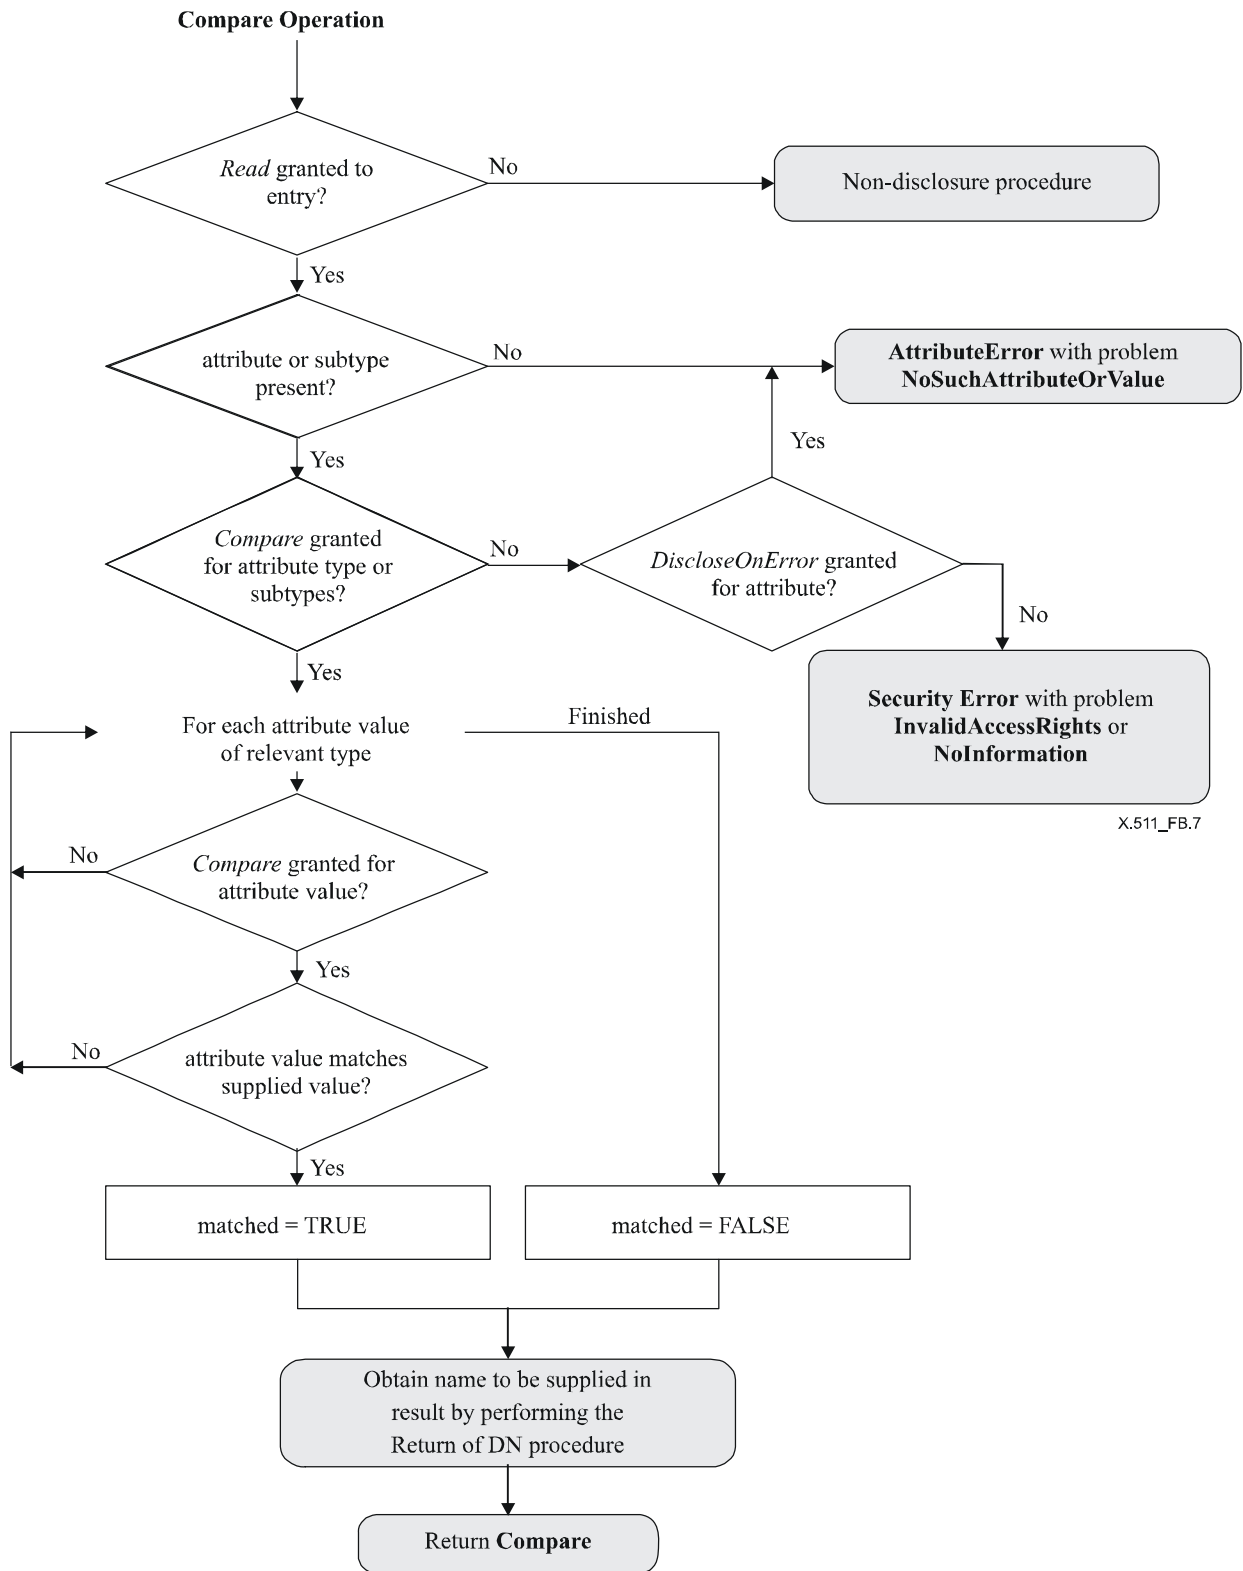 Compare Operation
Read granted to
entry?
No
Non-disclosure procedure
Yes
attribute or subtype
present?
No
AttributeError with problem
NoSuchAttributeOrValue
Yes
Yes
Compare granted
for attribute type or
subtypes?
No
DiscloseOnError granted
for attribute?
No
Yes
Security Error with problem
InvalidAccessRights or
NoInformation
X.511_FB.7
For each attribute value
of relevant type
Finished
Compare granted for
attribute value?
No
Yes
attribute value matches
supplied value?
No
Yes
matched = TRUE
matched = FALSE
Obtain name to be supplied in
result by performing the
Return of DN procedure
Return Compare